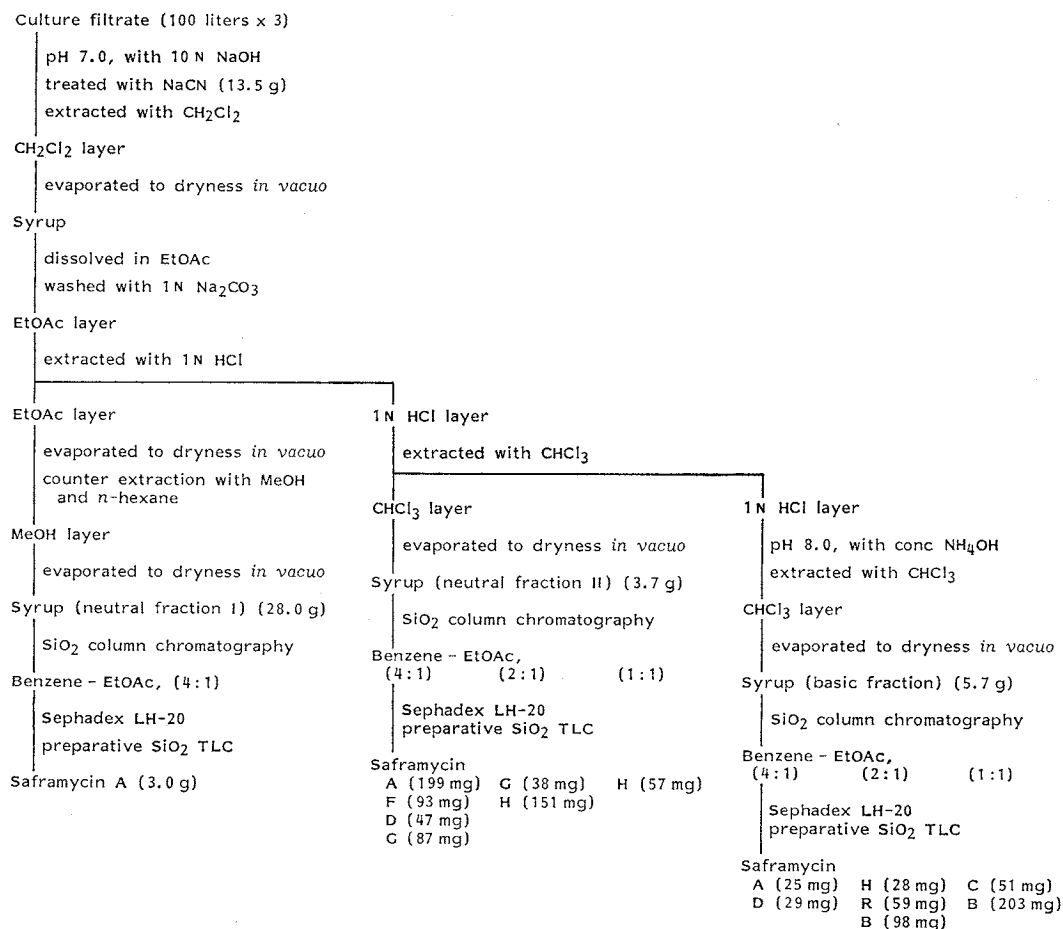 Culture filtrate (100 liters x 3)
pH 7.0, with 10 N NaOH
treated with NaCN (13.5 g)
extracted with CH2Cl2
CH2Cl2 layer
evaporated to dryness in vacuo
Syrup
dissolved in EtOAc
washed with 1N Na2CO3
EtOAc layer
extracted with 1N HCl
EtOAc layer
evaporated to dryness in vacuo
counter extraction with MeOH
and n-hexane
MeOH layer
evaporated to dryness in vacuo
Syrup (neutral fraction I) (28.0 g)
SiO2 column chromatography
Benzene - EtOAc, (4:1)
Sephadex LH-20
preparative SiO2 TLC
Saframycin A (3.0 g)
1N HCl layer
extracted with CHCl3
CHCl3 layer
evaporated to dryness in vacuo
Syrup (neutral fraction II) (3.7 g)
SiO2 column chromatography
Benzene - EtOAc,
(4:1) (2:1) (1:1)
Sephadex LH-20
preparative SiO2 TLC
Saframycin
A (199 mg) G (38 mg) H (57 mg)
F (93 mg) H (151 mg)
D (47 mg)
G (87 mg)
1N HCl layer
pH 8.0, with conc NH4OH
extracted with CHCl3
CHCl3 layer
evaporated to dryness in vacuo
Syrup (basic fraction) (5.7 g)
SiO2 column chromatography
Benzene - EtOAc,
(4:1) (2:1) (1:1)
Sephadex LH-20
preparative SiO2 TLC
Saframycin
A (25 mg) H (28 mg) C (51 mg)
D (29 mg) R (59 mg) B (203 mg)
B (98 mg)